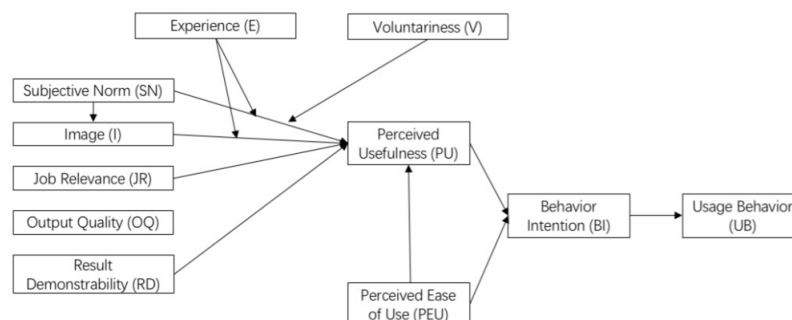 Experience (E)
Voluntariness (V)
Subjective Norm (SN)
Image (I)
Perceived
Usefulness (PU)
Job Relevance (JR)
Output Quality (OQ)
Behavior
Intention (BI)
Usage Behavior
(UB)
Result
Demonstrability (RD)
Perceived Ease
of Use (PEU)